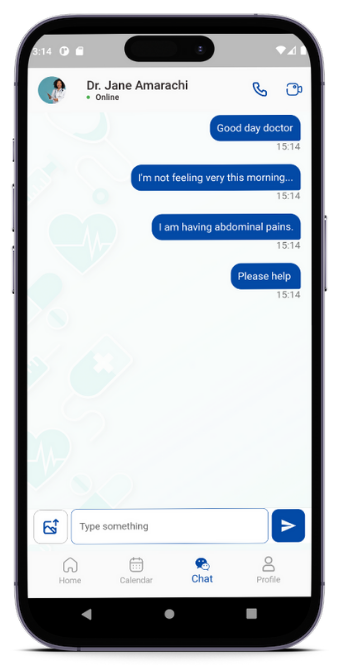 3:14
Dr. Jane Amarachi
Online
Good day doctor
15:14
I'm not feeling very this morning...
15:14
I am having abdominal pains.
15:14
Please help
15:14
Type something
Home Calendar Chat Profile